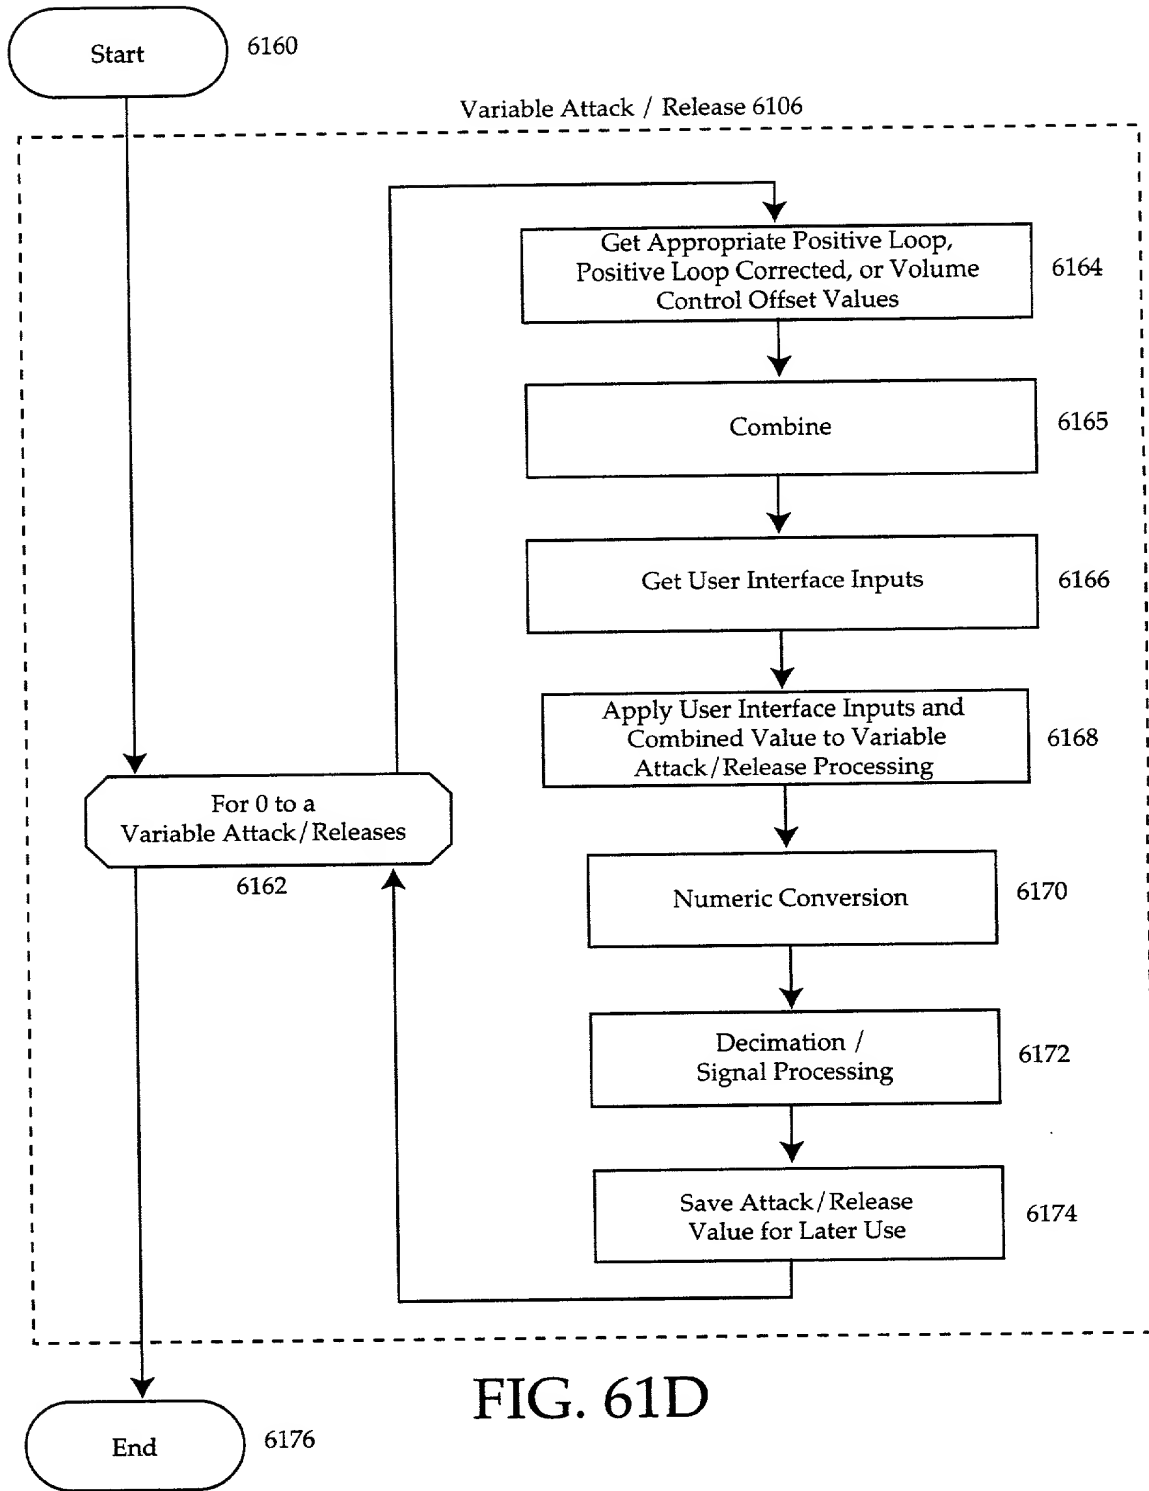 Start
6160
Variable Attack / Release 6106
Get Appropriate Positive Loop,
Positive Loop Corrected, or Volume
Control Offset Values
6164
Combine
6165
Get User Interface Inputs
6166
Apply User Interface Inputs and
Combined Value to Variable
Attack/Release Processing
6168
For 0 to a
Variable Attack/Releases
6162
Numeric Conversion
6170
Decimation /
Signal Processing
6172
Save Attack/Release
Value for Later Use
6174
FIG. 61D
End
6176